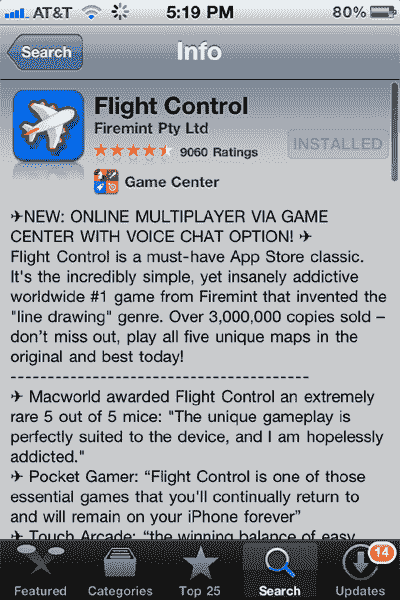 AT&T 5:19 PM 80%
Search Info
Flight Control
Firemint Pty Ltd
9060 Ratings INSTALLED
Game Center
✈NEW: ONLINE MULTIPLAYER VIA GAME
CENTER WITH VOICE CHAT OPTION! ✈
Flight Control is a must-have App Store classic.
It's the incredibly simple, yet insanely addictive
worldwide #1 game from Firemint that invented the
"line drawing" genre. Over 3,000,000 copies sold –
don’t miss out, play all five unique maps in the
original and best today!
-----------------------------------------
✈ Macworld awarded Flight Control an extremely
rare 5 out of 5 mice: "The unique gameplay is
perfectly suited to the device, and I am hopelessly
addicted."
✈ Pocket Gamer: “Flight Control is one of those
essential games that you'll continually return to
and will remain on your iPhone forever”
✈ Touch Arcade: “the winning balance of easy
14
Featured Categories Top 25 Search Updates